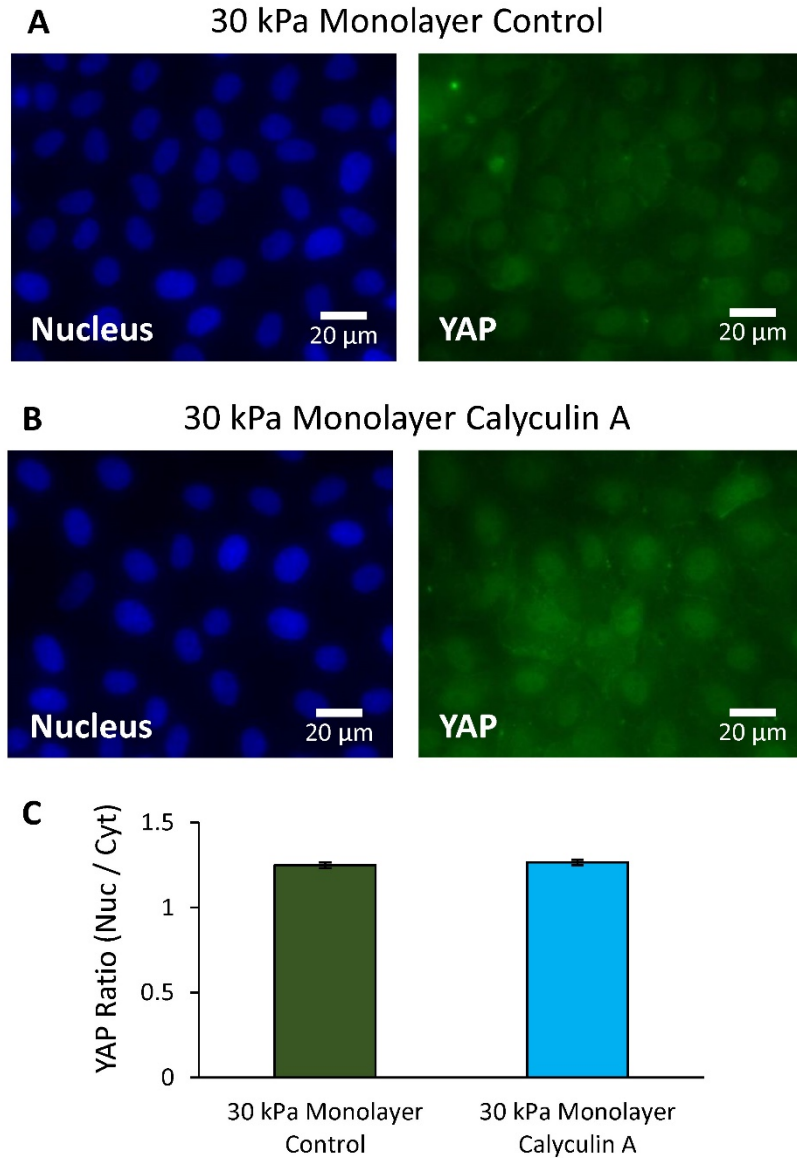 A 30 kPa Monolayer Control
Nucleus 20 µm
YAP 20 µm
B 30 kPa Monolayer Calyculin A
Nucleus 20 µm
YAP 20 µm
C
YAP Ratio (Nuc / Cyt)
1.5
1
0.5
0
30 kPa Monolayer
Control
30 kPa Monolayer
Calyculin A